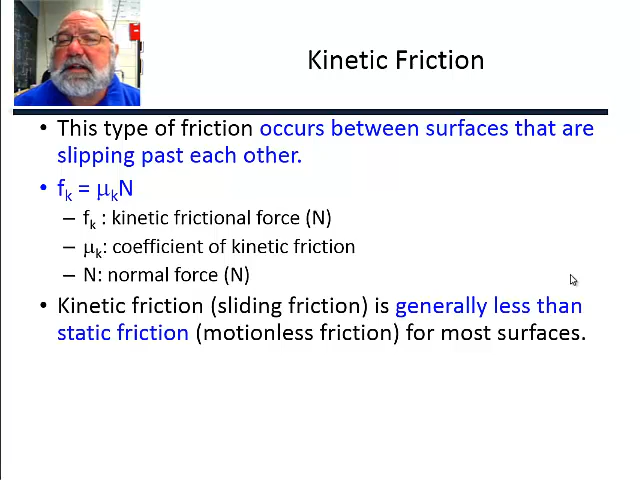 Kinetic Friction
• This type of friction occurs between surfaces that are
slipping past each other.
• fk = μkN
– fk : kinetic frictional force (N)
– μk: coefficient of kinetic friction
– N: normal force (N)
• Kinetic friction (sliding friction) is generally less than
static friction (motionless friction) for most surfaces.